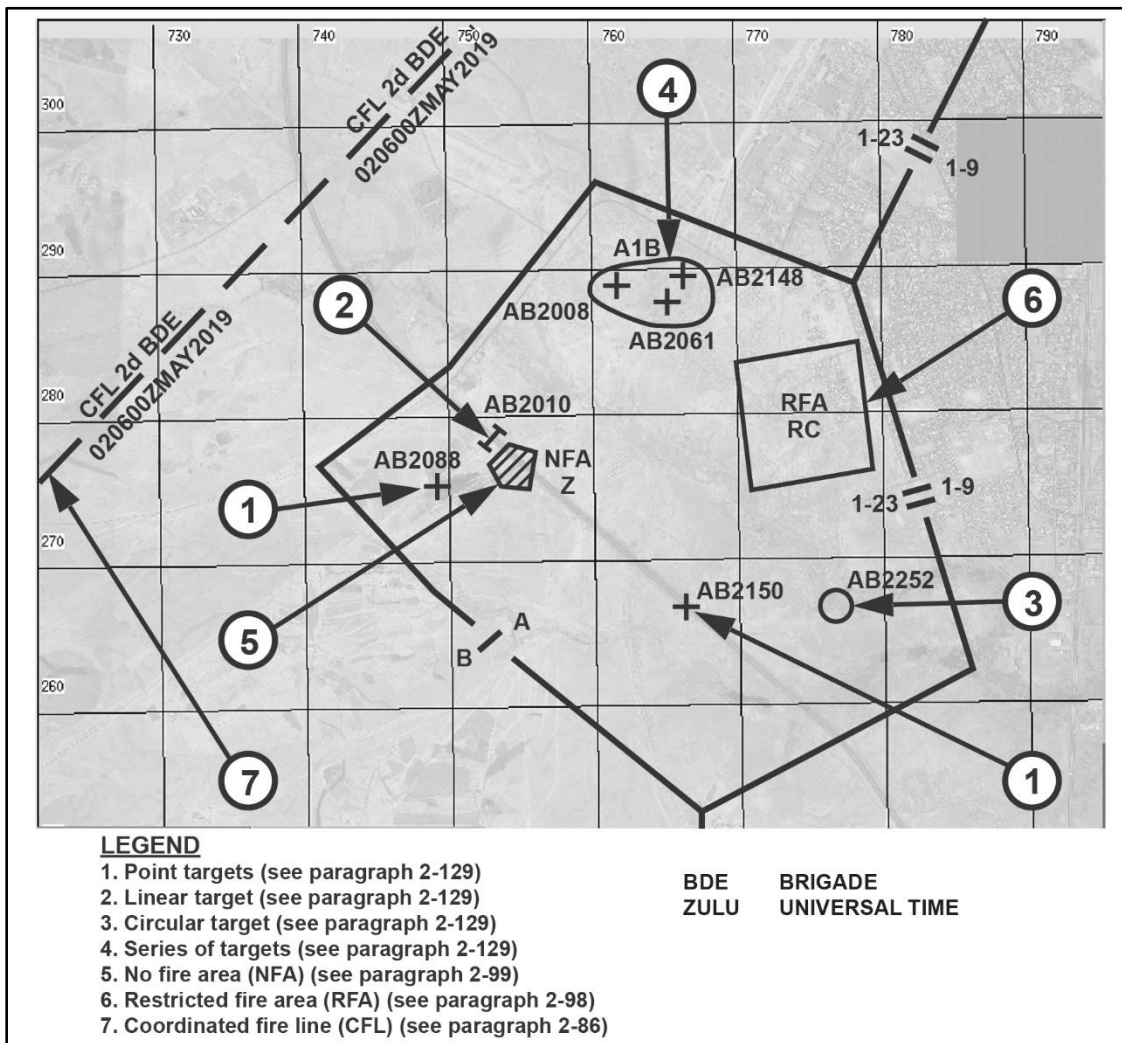 730
740
750
760
770
780
790
300
290
280
270
260
CFL 2d BDE
020600ZMAY2019
CFL 2d BDE
020600ZMAY2019
4
1-23
1-9
A1B
AB2148
AB2008
AB2061
2
6
AB2010
RFA
RC
AB2088
NFA
Z
1
1-23
1-9
AB2150
AB2252
3
5
A
B
7
1
LEGEND
1. Point targets (see paragraph 2-129)
2. Linear target (see paragraph 2-129)
3. Circular target (see paragraph 2-129)
4. Series of targets (see paragraph 2-129)
5. No fire area (NFA) (see paragraph 2-99)
6. Restricted fire area (RFA) (see paragraph 2-98)
7. Coordinated fire line (CFL) (see paragraph 2-86)
BDE BRIGADE
ZULU UNIVERSAL TIME